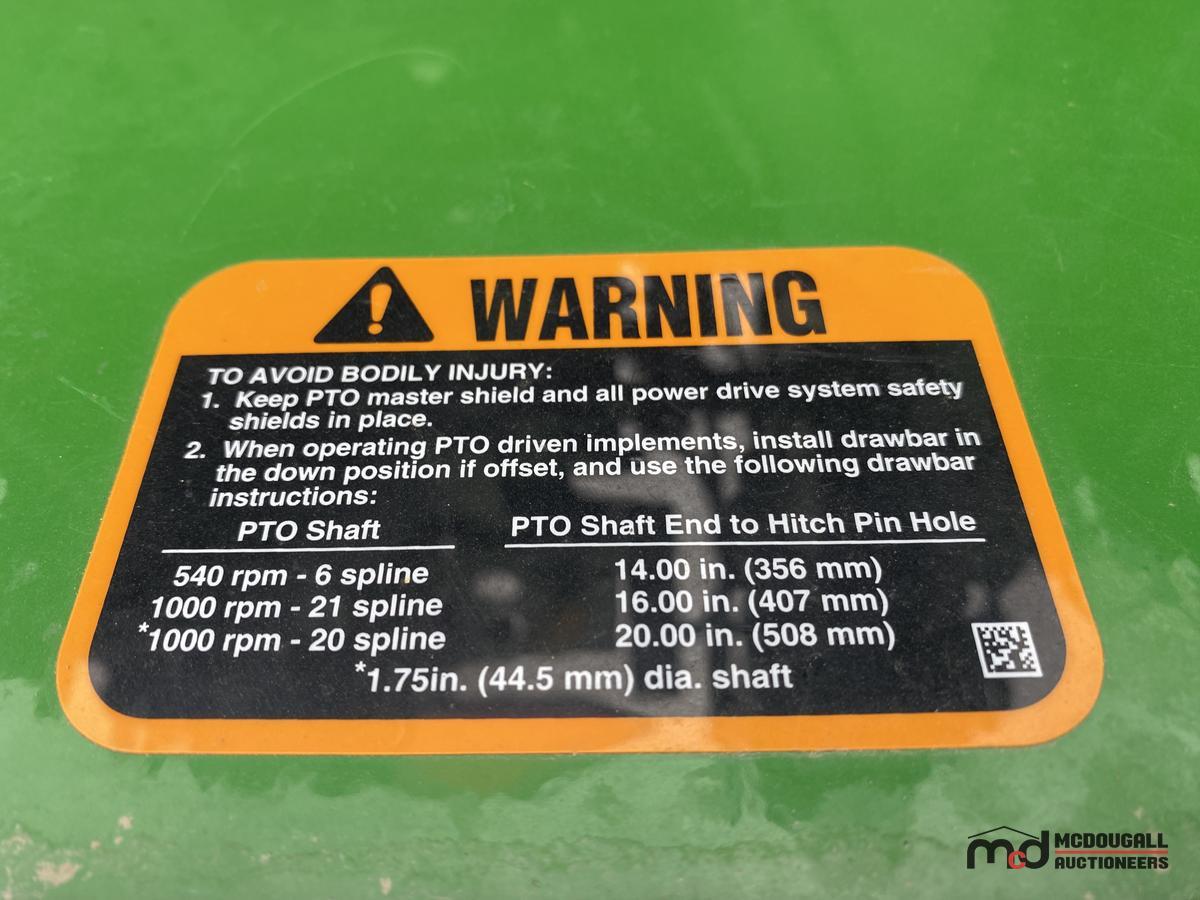 WARNING
TO AVOID BODILY INJURY:
1. Keep PTO master shield and all power drive system safety
shields in place.
2. When operating PTO driven implements, install drawbar in
the down position if offset, and use the following drawbar
instructions:
PTO Shaft PTO Shaft End to Hitch Pin Hole
540 rpm - 6 spline 14.00 in. (356 mm)
1000 rpm - 21 spline 16.00 in. (407 mm)
*1000 rpm - 20 spline 20.00 in. (508 mm)
*1.75in. (44.5 mm) dia. shaft
mcd MCDOUGALL
AUCTIONEERS